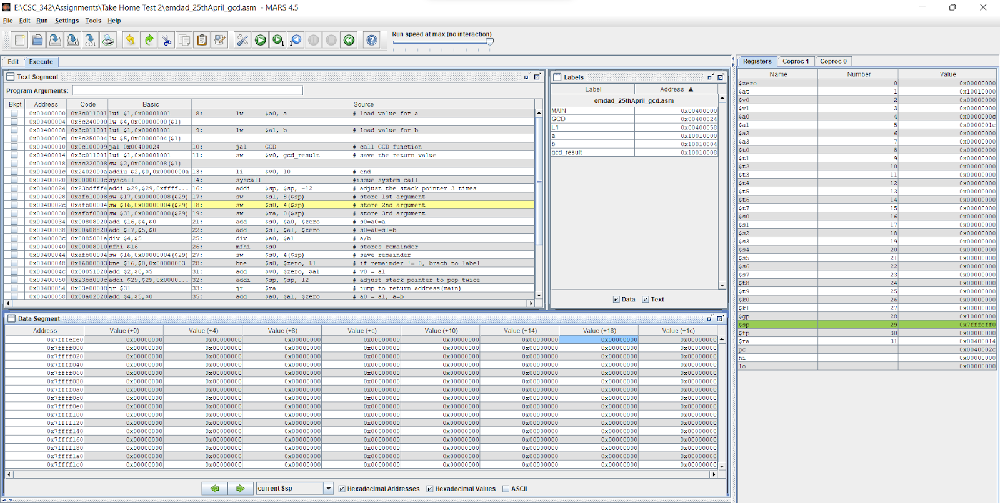 E:\CSC_342\Assignments\Take Home Test 2\emdad_25thApril_gcd.asm - MARS 4.5
File Edit Run Settings Tools Help
Run speed at max (no interaction)
Edit Execute
Text Segment
Program Arguments:
Bkpt Address Code Basic Source
0x00400000 0x3c011001 lui $1,0x00001001 8: lw $a0, a # load value for a
0x00400004 0x8c240000 lw $4,0x00000000($1)
0x00400008 0x3c011001 lui $1,0x00001001 9: lw $a1, b # load value for b
0x0040000c 0x8c250004 lw $5,0x00000004($1)
0x00400010 0x0c100009 jal 0x00400024 10: jal GCD # call GCD function
0x00400014 0x3c011001 lui $1,0x00001001 11: sw $v0, gcd_result # save the return value
0x00400018 0xac220008 sw $2,0x00000008($1)
0x0040001c 0x2402000a addiu $2,$0,0x0000000a 13: li $v0, 10 # end
0x00400020 0x0000000c syscall 14: syscall #issue system call
0x00400024 0x23bdfff4 addi $29,$29,0xffff... 16: addi $sp, $sp, -12 # adjust the stack pointer 3 times
0x00400028 0xafb10008 sw $17,0x00000008($29) 17: sw $s1, 8($sp) # store 1st argument
0x0040002c 0xafb00004 sw $16,0x00000004($29) 18: sw $s0, 4($sp) # store 2nd argument
0x00400030 0xafbf0000 sw $31,0x00000000($29) 19: sw $ra, 0($sp) # store 3rd argument
0x00400034 0x00808020 add $16,$4,$0 21: add $s0, $a0, $zero # s0=a0=a
0x00400038 0x00a08820 add $17,$5,$0 22: add $s1, $a1, $zero # s0=a0=s1=b
0x0040003c 0x0085001a div $4,$5 25: div $a0, $a1 # a/b
0x00400040 0x00008010 mfhi $16 26: mfhi $s0 # stores remainder
0x00400044 0xafb00004 sw $16,0x00000004($29) 27: sw $s0, 4($sp) # save remainder
0x00400048 0x16000003 bne $16,$0,0x00000003 28: bne $s0, $zero, L1 # if remainder != 0, brach to label
0x0040004c 0x00051020 add $2,$0,$5 31: add $v0, $zero, $a1 # v0 = a1
0x00400050 0x23bd000c addi $29,$29,0x0000... 32: addi $sp, $sp, 12 # adjust stack pointer to pop twice
0x00400054 0x03e00008 jr $31 33: jr $ra # jump to return address(main)
0x00400058 0x00a02020 add $4,$5,$0 35: add $a0, $a1, $zero # a0 = a1, a=b
Labels
Label Address ▲
emdad_25thApril_gcd.asm
MAIN 0x00400000
GCD 0x00400024
L1 0x00400058
a 0x10010000
b 0x10010004
gcd_result 0x10010008
Data Text
Data Segment
Address Value (+0) Value (+4) Value (+8) Value (+c) Value (+10) Value (+14) Value (+18) Value (+1c)
0x7fffefe0 0x00000000 0x00000000 0x00000000 0x00000000 0x00000000 0x00000000 0x00000000 0x00000000
0x7ffff000 0x00000000 0x00000000 0x00000000 0x00000000 0x00000000 0x00000000 0x00000000 0x00000000
0x7ffff020 0x00000000 0x00000000 0x00000000 0x00000000 0x00000000 0x00000000 0x00000000 0x00000000
0x7ffff040 0x00000000 0x00000000 0x00000000 0x00000000 0x00000000 0x00000000 0x00000000 0x00000000
0x7ffff060 0x00000000 0x00000000 0x00000000 0x00000000 0x00000000 0x00000000 0x00000000 0x00000000
0x7ffff080 0x00000000 0x00000000 0x00000000 0x00000000 0x00000000 0x00000000 0x00000000 0x00000000
0x7ffff0a0 0x00000000 0x00000000 0x00000000 0x00000000 0x00000000 0x00000000 0x00000000 0x00000000
0x7ffff0c0 0x00000000 0x00000000 0x00000000 0x00000000 0x00000000 0x00000000 0x00000000 0x00000000
0x7ffff0e0 0x00000000 0x00000000 0x00000000 0x00000000 0x00000000 0x00000000 0x00000000 0x00000000
0x7ffff100 0x00000000 0x00000000 0x00000000 0x00000000 0x00000000 0x00000000 0x00000000 0x00000000
0x7ffff120 0x00000000 0x00000000 0x00000000 0x00000000 0x00000000 0x00000000 0x00000000 0x00000000
0x7ffff140 0x00000000 0x00000000 0x00000000 0x00000000 0x00000000 0x00000000 0x00000000 0x00000000
0x7ffff160 0x00000000 0x00000000 0x00000000 0x00000000 0x00000000 0x00000000 0x00000000 0x00000000
0x7ffff180 0x00000000 0x00000000 0x00000000 0x00000000 0x00000000 0x00000000 0x00000000 0x00000000
0x7ffff1a0 0x00000000 0x00000000 0x00000000 0x00000000 0x00000000 0x00000000 0x00000000 0x00000000
0x7ffff1c0 0x00000000 0x00000000 0x00000000 0x00000000 0x00000000 0x00000000 0x00000000 0x00000000
current $sp Hexadecimal Addresses Hexadecimal Values ASCII
Registers Coproc 1 Coproc 0
Name Number Value
$zero 0 0x00000000
$at 1 0x10010000
$v0 2 0x00000000
$v1 3 0x00000000
$a0 4 0x0000000c
$a1 5 0x0000001e
$a2 6 0x00000000
$a3 7 0x00000000
$t0 8 0x00000000
$t1 9 0x00000000
$t2 10 0x00000000
$t3 11 0x00000000
$t4 12 0x00000000
$t5 13 0x00000000
$t6 14 0x00000000
$t7 15 0x00000000
$s0 16 0x00000000
$s1 17 0x00000000
$s2 18 0x00000000
$s3 19 0x00000000
$s4 20 0x00000000
$s5 21 0x00000000
$s6 22 0x00000000
$s7 23 0x00000000
$t8 24 0x00000000
$t9 25 0x00000000
$k0 26 0x00000000
$k1 27 0x00000000
$gp 28 0x10008000
$sp 29 0x7fffeff0
$fp 30 0x00000000
$ra 31 0x00400014
pc 0x0040002c
hi 0x00000000
lo 0x00000000